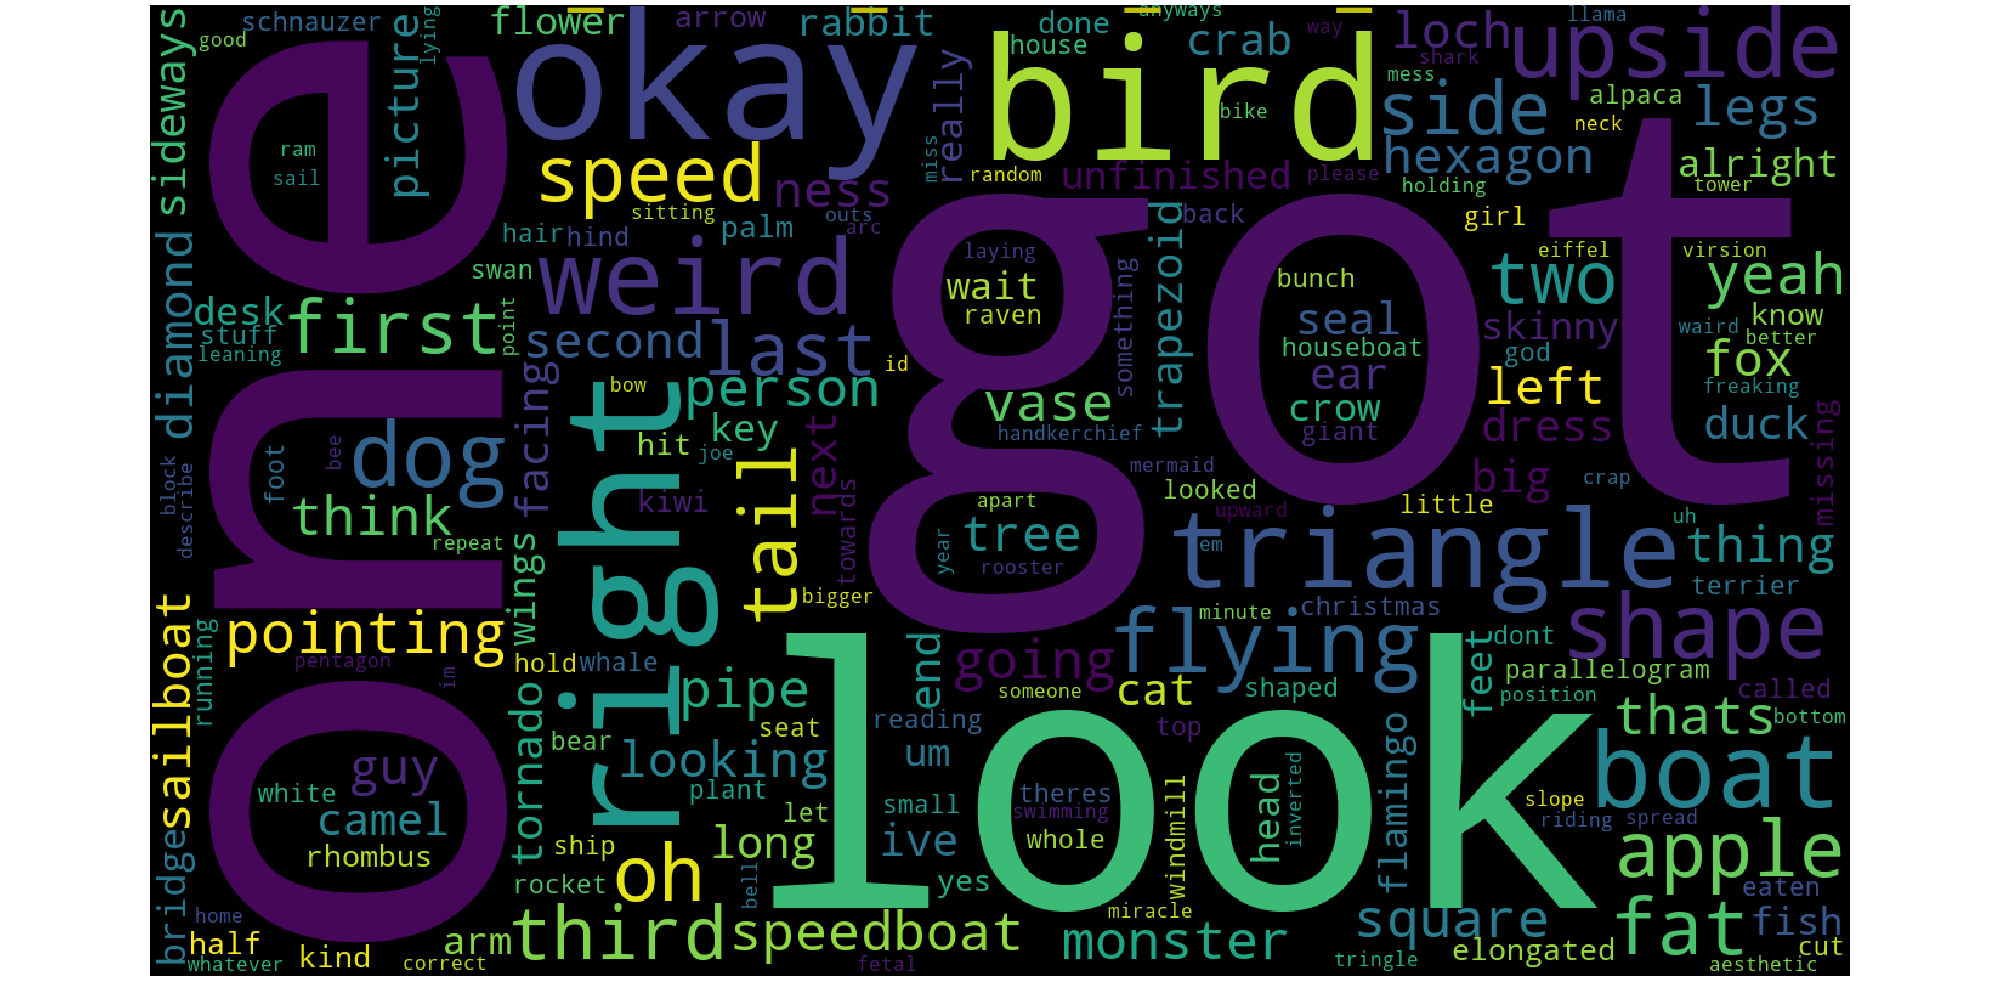 schnauzer
good
lying
flower
arrow
rabbit
done
anyways
way
llama
house
crab
loch
shark
upside
sideways
picture
okay
really
bird
bike
mess
side
alpaca
legs
neck
one
ram
sail
speed
ness
miss
random
unfinished
please
hexagon
holding
alright
tower
sitting
palm
outs
arc
back
trapezoid
girl
hair
hind
swan
weird
laying
wait
raven
bunch
seal
houseboat
got
eiffel
virsion
two
yeah
diamond
desk
stuff
leaning
first
point
second
last
id
something
ear
crow
giant
skinny
god
waird
know
better
fox
freaking
left
facing
bow
person
vase
handkerchief
dress
duck
dog
foot
bee
key
hit
joe
next
mermaid
looked
big
crap
missing
block
describe
think
repeat
right
kiwi
tail
towards
apart
tree
year
rooster
upward
little
em
triangle
uh
thing
terrier
wings
bigger
minute
christmas
shape
sailboat
pointing
running
pentagon
im
hold
whale
end
going
flying
someone
cat
shaped
feet
dont
parallelogram
position
called
tornado
pipe
seat
reading
top
thats
bottom
bear
looking
um
look
guy
white
camel
rhombus
plant
let
small
theres
swimming
whole
windmill
head
inverted
flamingo
slope
riding
spread
boat
bridge
ship
rocket
oh
long
bell
ive
yes
apple
eaten
home
half
whatever
kind
arm
correct
third
speedboat
fetal
miracle
monster
square
tringle
elongated
fat
fish
cut
aesthetic